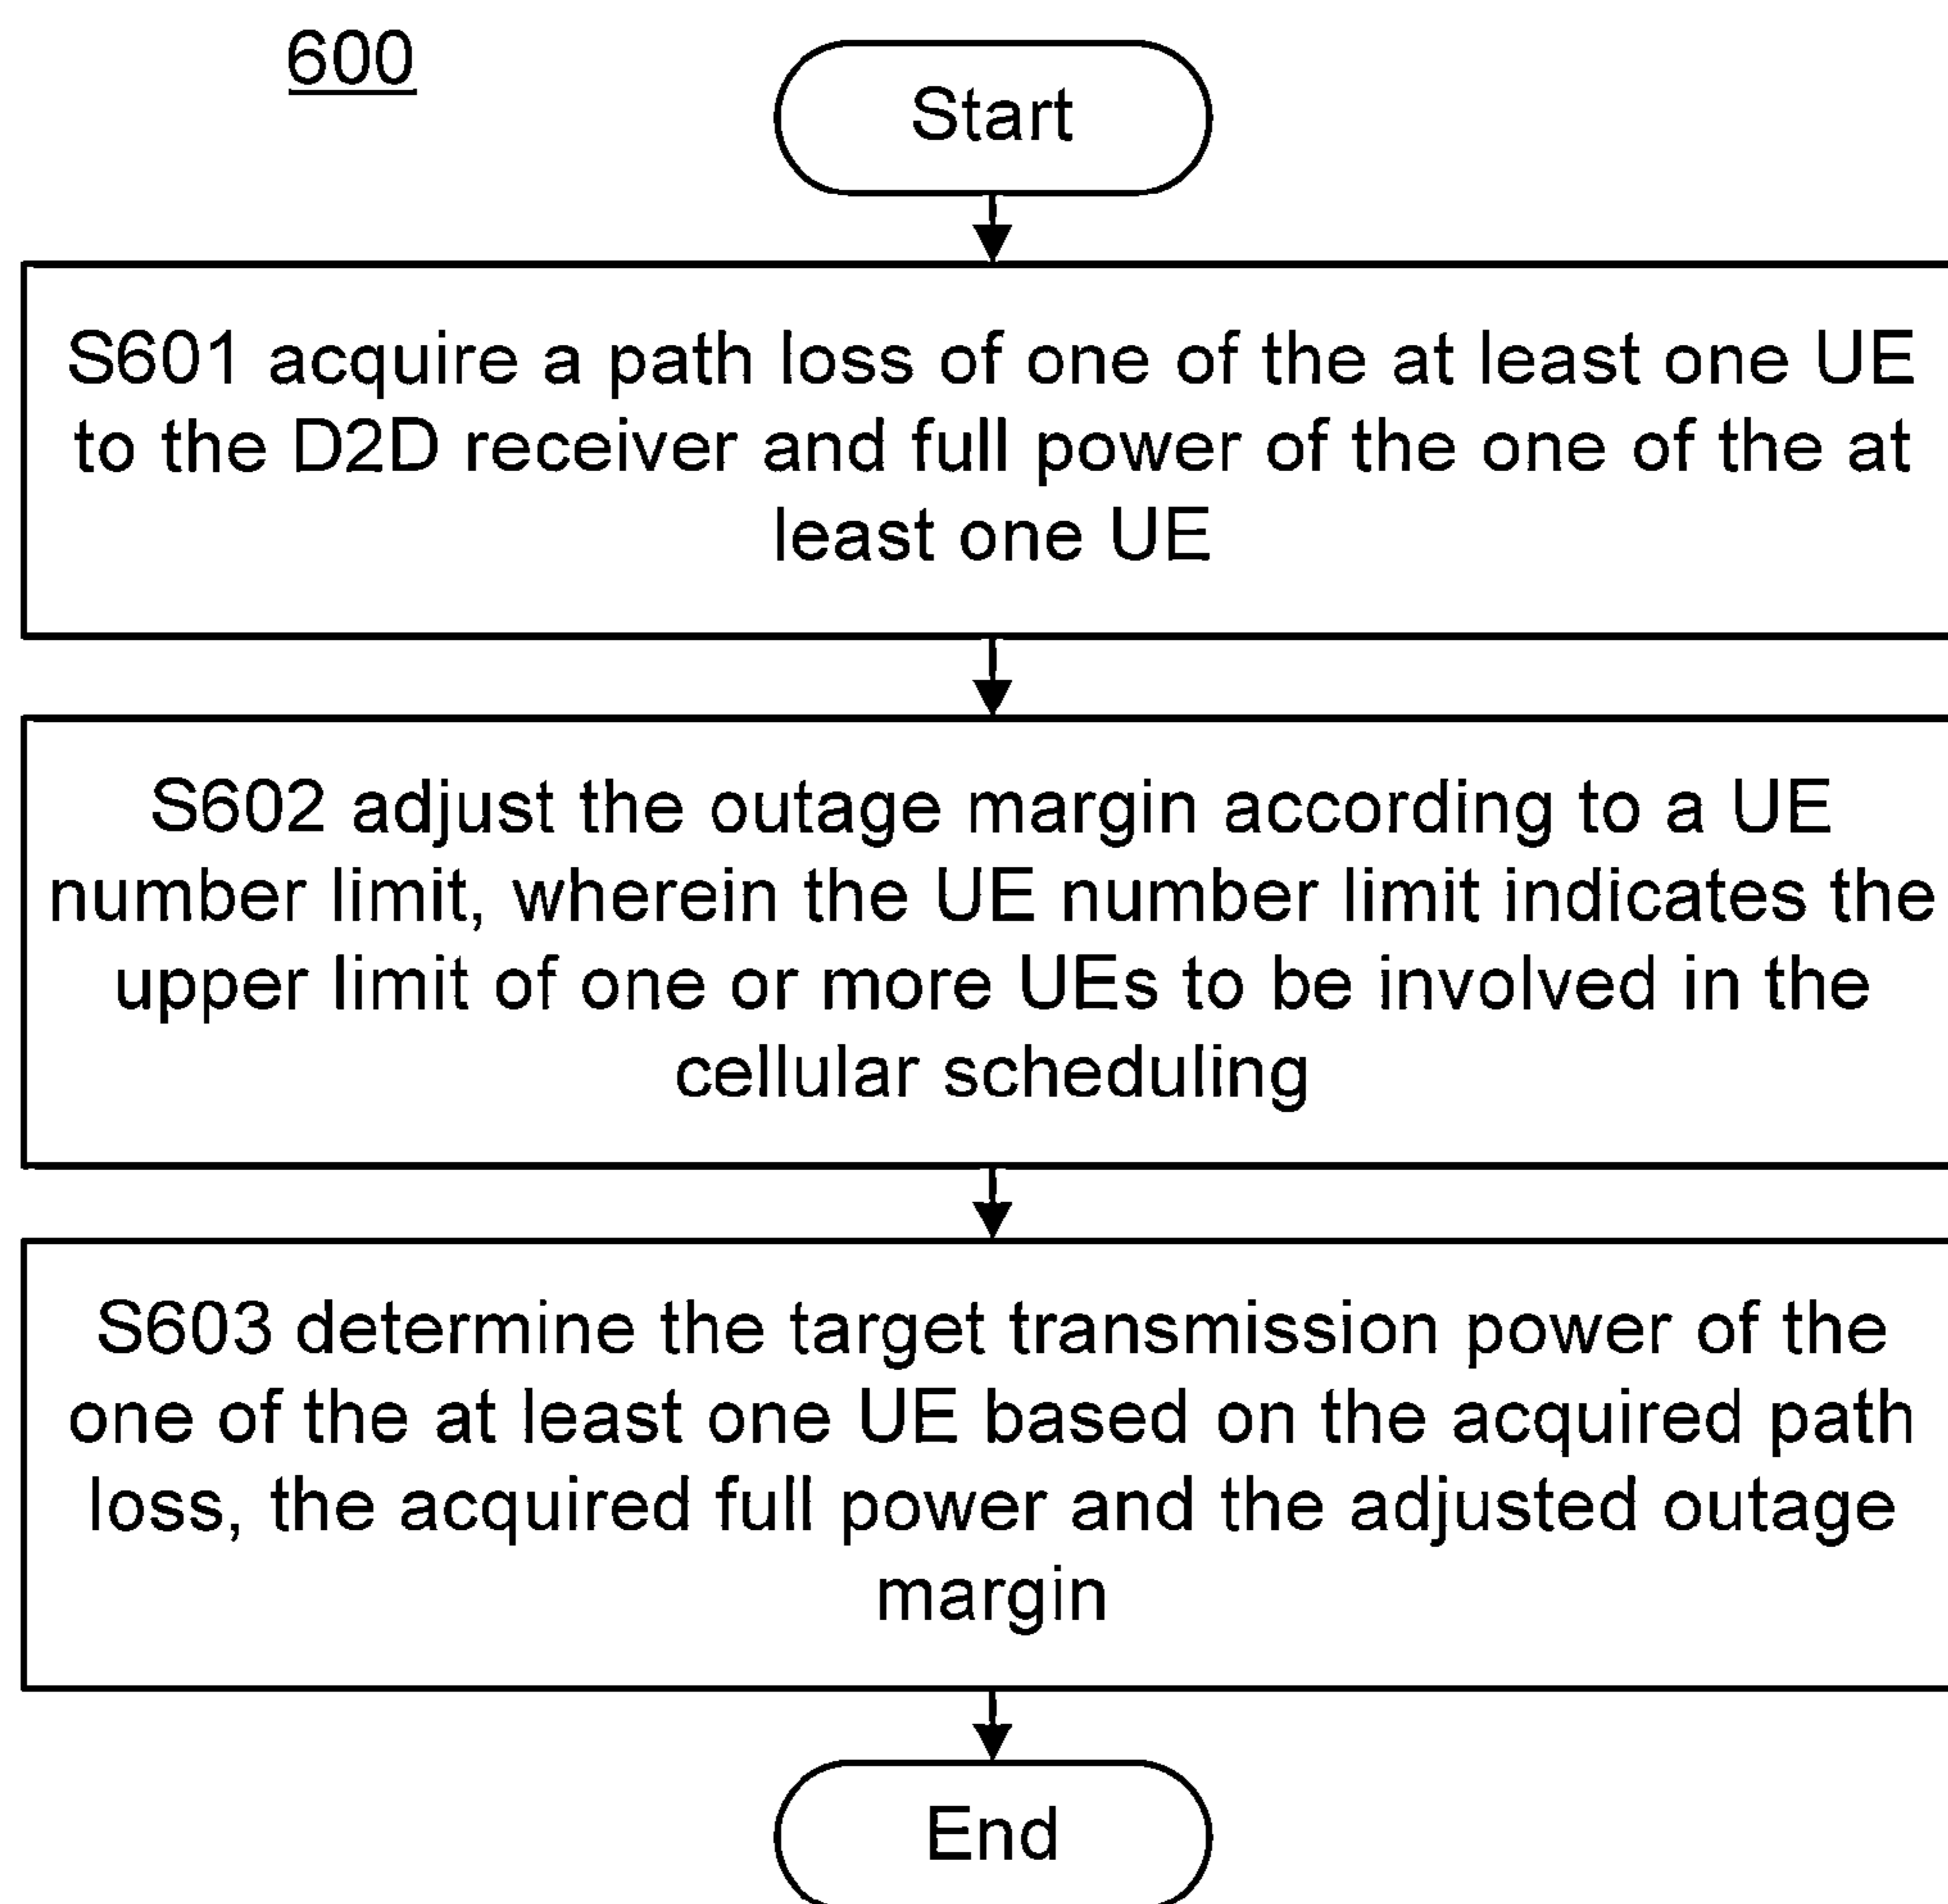 600
Start
S601 acquire a path loss of one of the at least one UE
to the D2D receiver and full power of the one of the at
least one UE
S602 adjust the outage margin according to a UE
number limit, wherein the UE number limit indicates the
upper limit of one or more UEs to be involved in the
cellular scheduling
S603 determine the target transmission power of the
one of the at least one UE based on the acquired path
loss, the acquired full power and the adjusted outage
margin
End